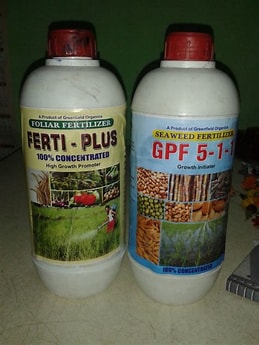 A Product of Greenfield Organics
FOLIAR FERTILIZER
FERTI - PLUS
100% CONCENTRATED
High Growth Promoter
A Product of Greenfield Organics
SEAWEED FERTILIZER
GPF 5-1-1
Growth Initiator
100% CONCENTRATED